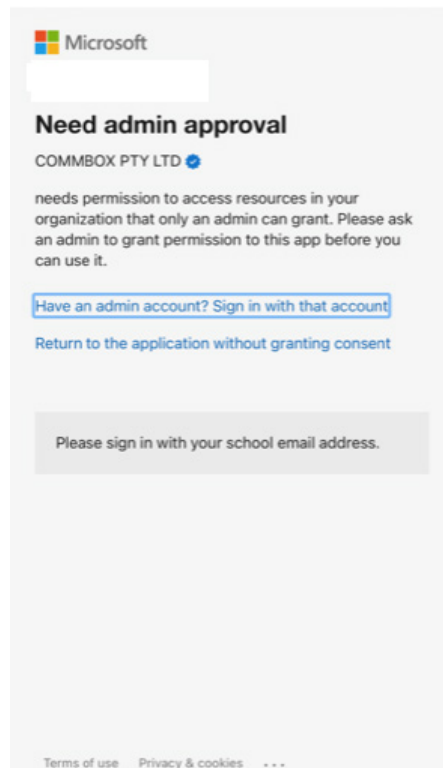 Microsoft
Need admin approval
COMMBOX PTY LTD
needs permission to access resources in your
organization that only an admin can grant. Please ask
an admin to grant permission to this app before you
can use it.
Have an admin account? Sign in with that account
Return to the application without granting consent
Please sign in with your school email address.
Terms of use Privacy & cookies ...